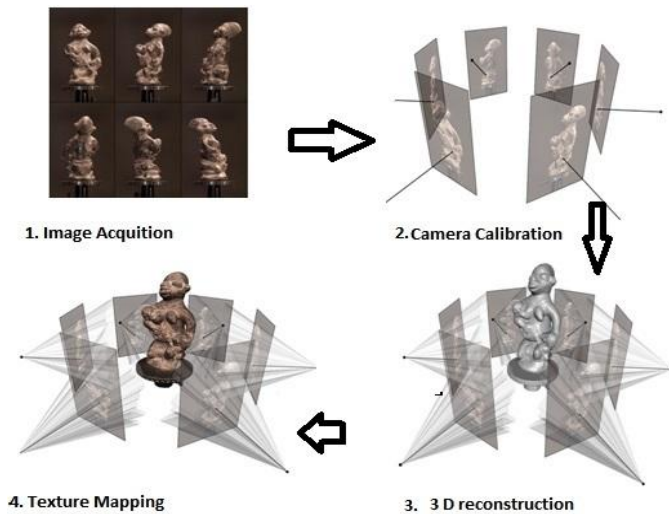 1. Image Acquition
2. Camera Calibration
3. 3 D reconstruction
4. Texture Mapping